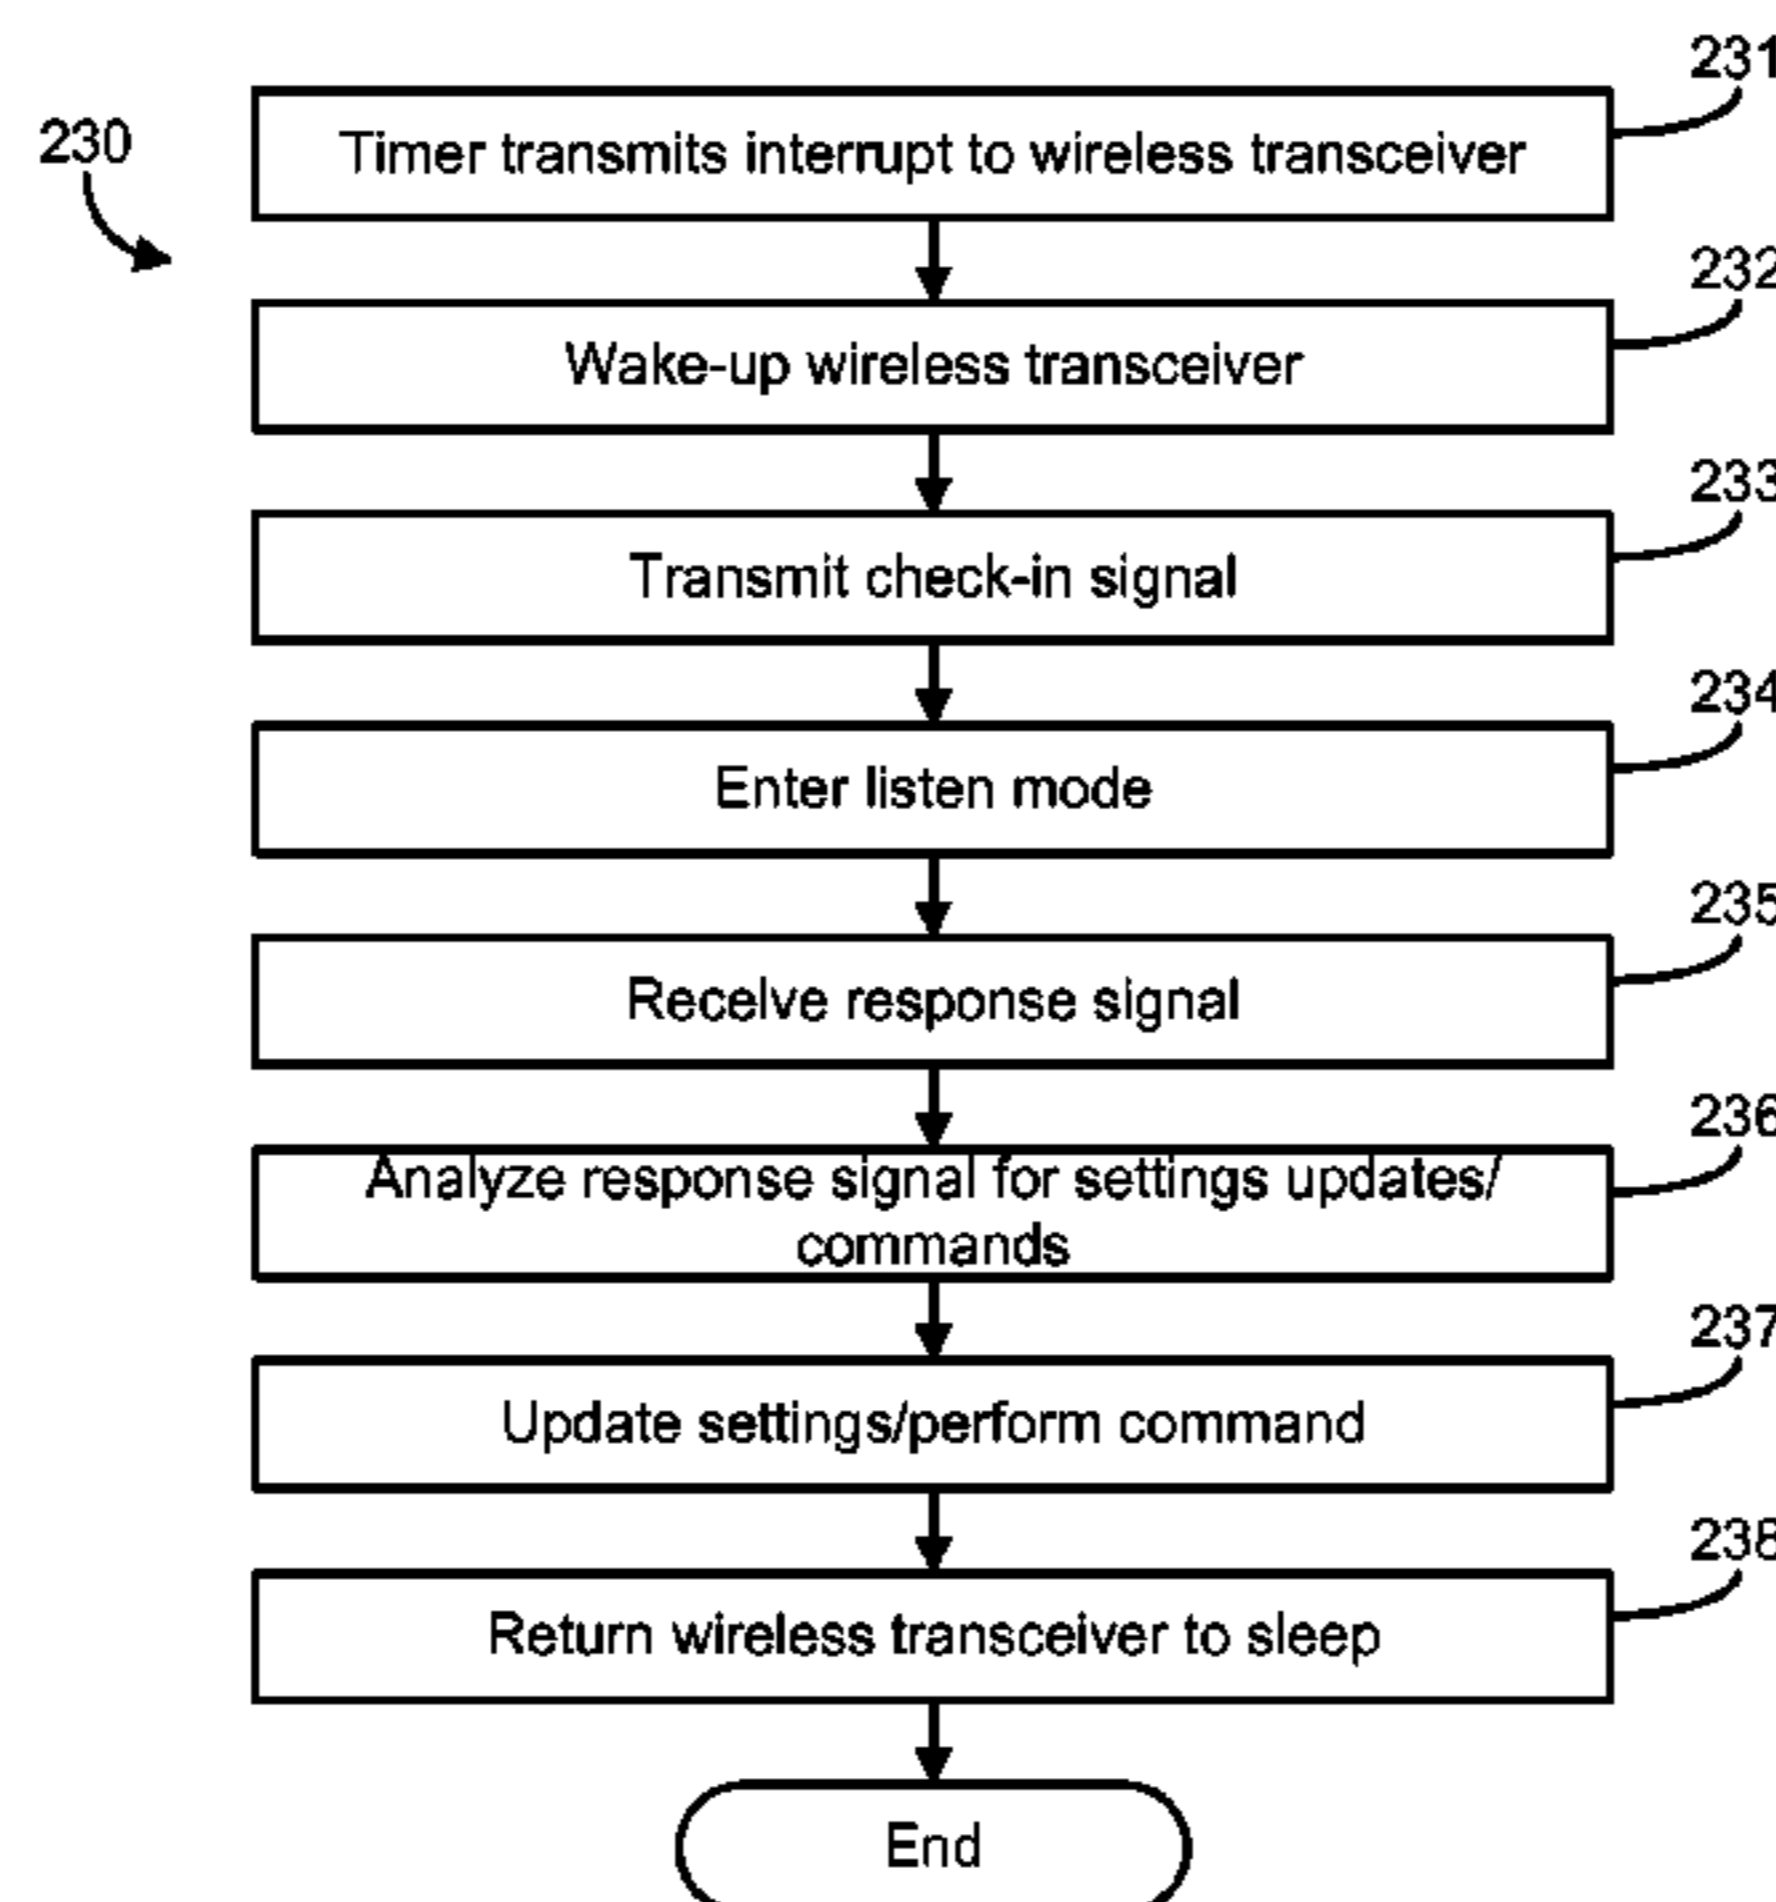 231
Timer transmits interrupt to wireless transceiver
230
232
Wake-up wireless transceiver
233
Transmit check-in signal
234
Enter listen mode
235
Receive response signal
236
Analyze response signal for settings updates/
commands
237
Update settings/perform command
238
Return wireless transceiver to sleep
End